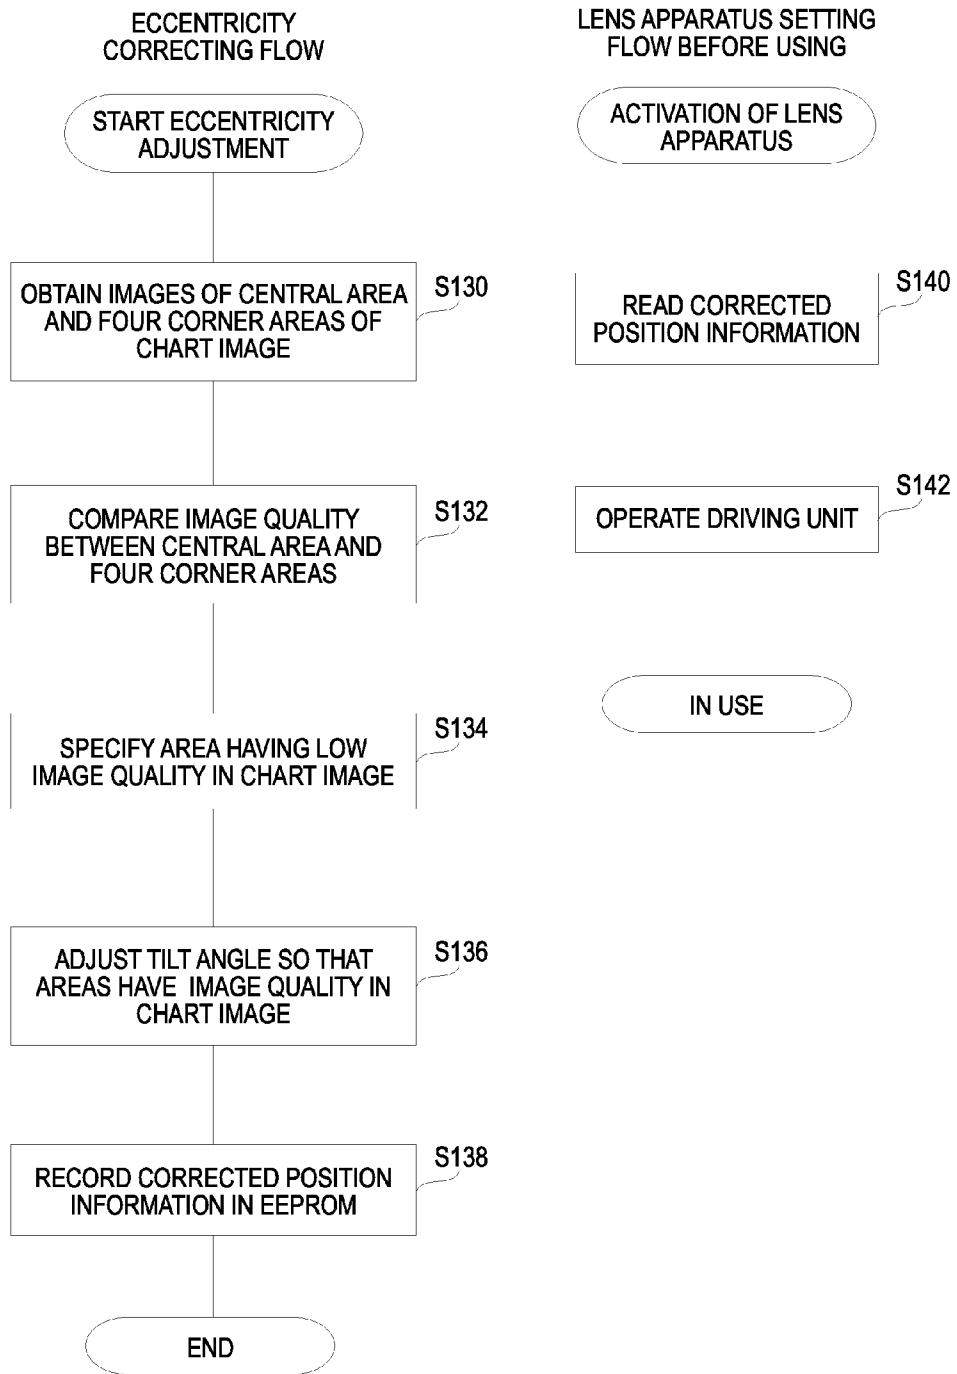 ECCENTRICITY
CORRECTING FLOW
START ECCENTRICITY
ADJUSTMENT
OBTAIN IMAGES OF CENTRAL AREA
AND FOUR CORNER AREAS OF
CHART IMAGE
S130
COMPARE IMAGE QUALITY
BETWEEN CENTRAL AREA AND
FOUR CORNER AREAS
S132
SPECIFY AREA HAVING LOW
IMAGE QUALITY IN CHART IMAGE
S134
ADJUST TILT ANGLE SO THAT
AREAS HAVE IMAGE QUALITY IN
CHART IMAGE
S136
RECORD CORRECTED POSITION
INFORMATION IN EEPROM
S138
END
LENS APPARATUS SETTING
FLOW BEFORE USING
ACTIVATION OF LENS
APPARATUS
READ CORRECTED
POSITION INFORMATION
S140
OPERATE DRIVING UNIT
S142
IN USE